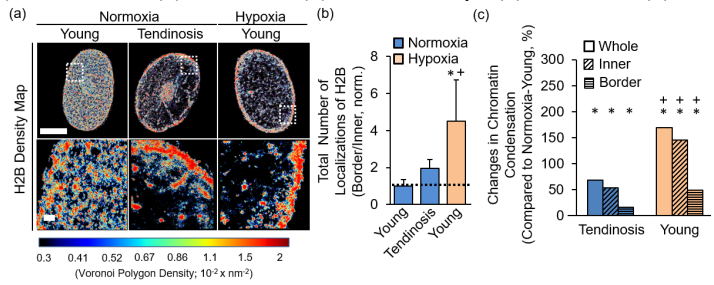 (a)
Normoxia
Hypoxia
Young
Tendinosis
Young
H2B Density Map
0.3 0.41 0.52 0.67 0.86 1.1 1.5 2
(Voronoi Polygon Density; 10-2 x nm-2)
(b)
Normoxia
Hypoxia
Total Number of
Localizations of H2B
(Border/Inner, norm.)
8
6
4
2
0
*+
Young
Tendinosis
Young
(c)
Whole
Inner
Border
Changes in Chromatin
Condensation
(Compared to Normoxia-Young, %)
300
250
200
150
100
50
0
* * *
+ + +
* * *
Tendinosis
Young